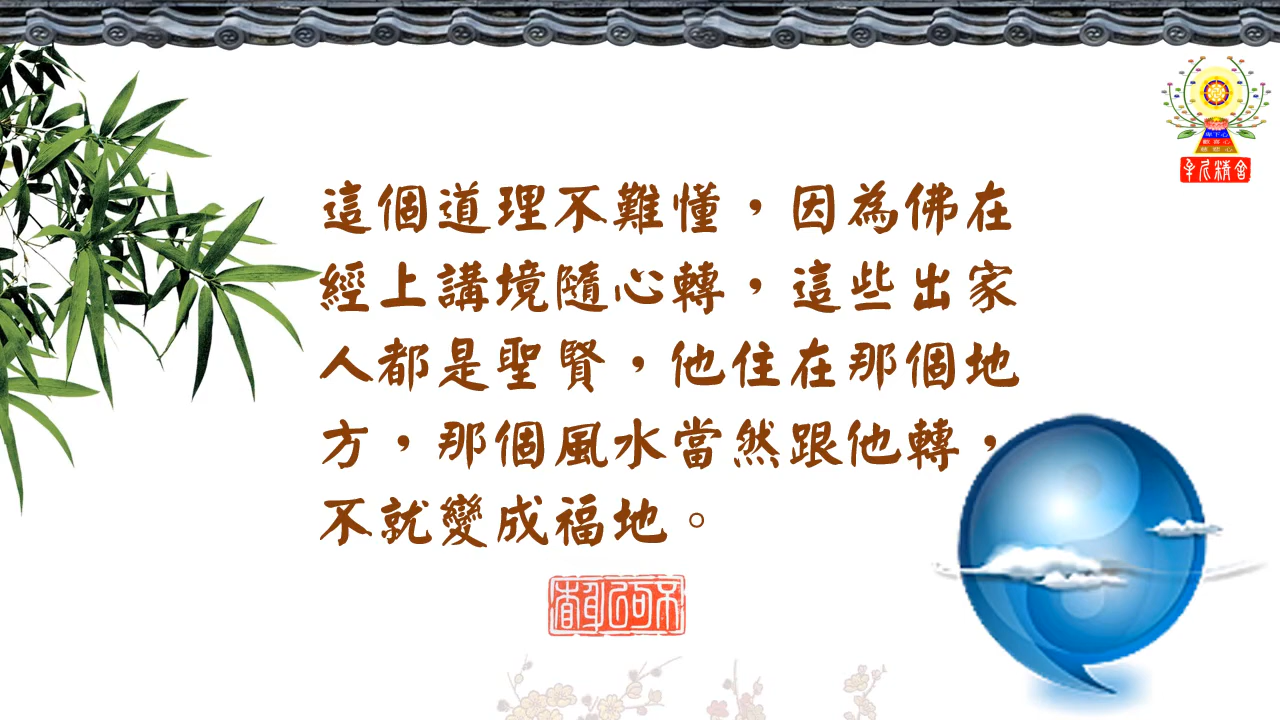 這個道理不難懂，因為佛在
經上講境隨心轉，這些出家
人都是聖賢，他住在那個地
方，那個風水當然跟他轉，
不就變成福地。